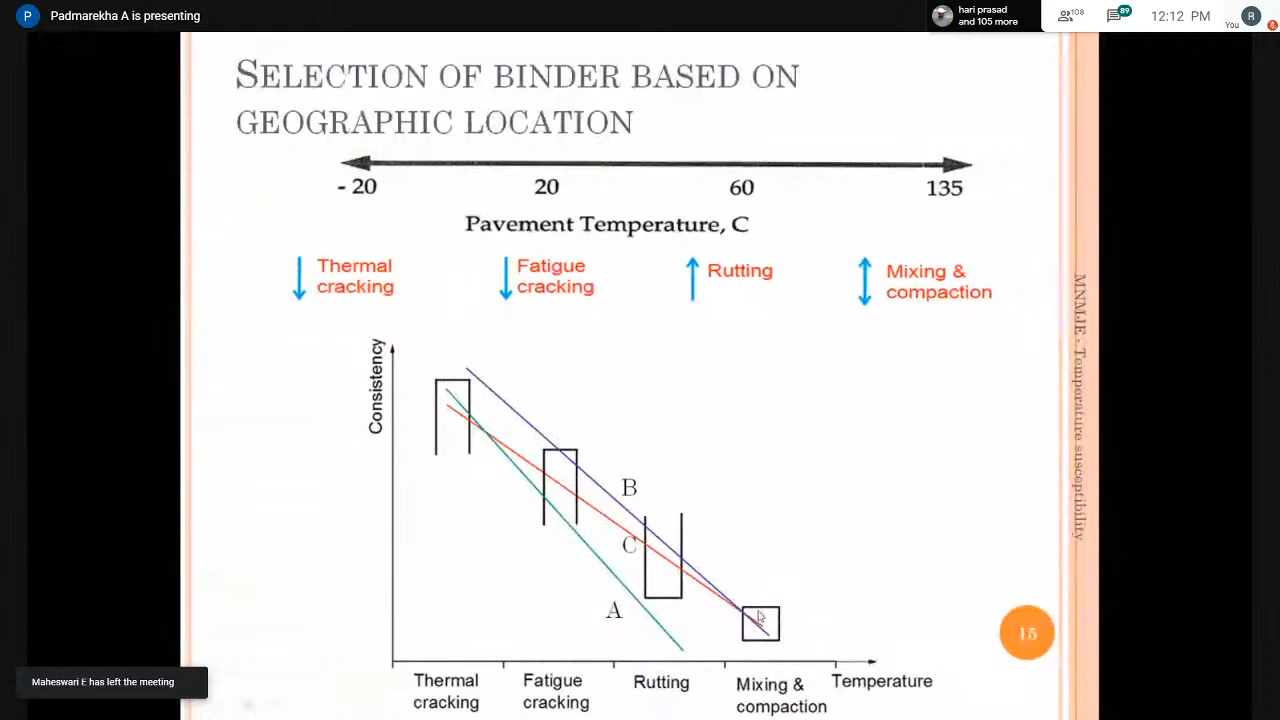 P Padmarekha A is presenting
hari prasad
and 105 more
108
89
12:12 PM
You
R
SELECTION OF BINDER BASED ON
GEOGRAPHIC LOCATION
- 20 20 60 135
Pavement Temperature, C
Thermal
cracking
Fatigue
cracking
Rutting
Mixing &
compaction
Consistency
B
C
A
Thermal
cracking
Fatigue
cracking
Rutting
Mixing &
compaction
Temperature
15
Maheswari E has left the meeting
- Temperature susceptibility